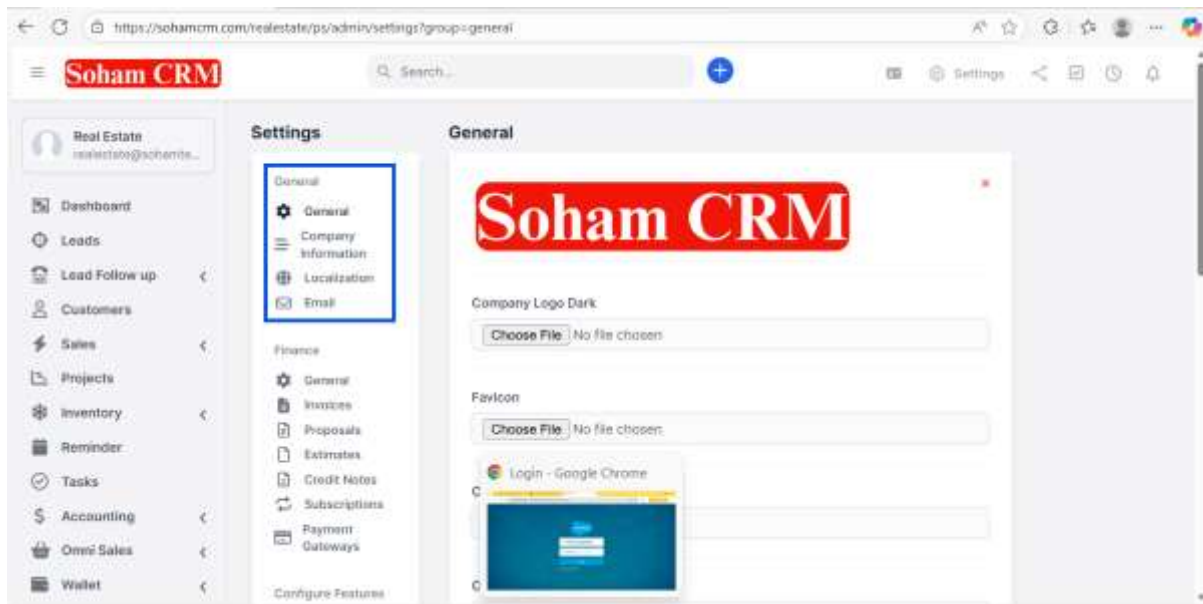 https://sohamcrm.com/realestate/ps/admin/settings?group=general
Soham CRM
Search...
Settings
Real Estate
Dashboard
Leads
Lead Follow up
Customers
Sales
Projects
Inventory
Reminder
Tasks
Accounting
Omni Sales
Wallet
Settings
General
General
Company
Information
Localization
Email
Finance
General
Invoices
Proposals
Estimates
Credit Notes
Subscriptions
Payment
Gateways
Configure Features
General
Soham CRM
Company Logo Dark
Choose File No file chosen
Favicon
Choose File No file chosen
Login - Google Chrome